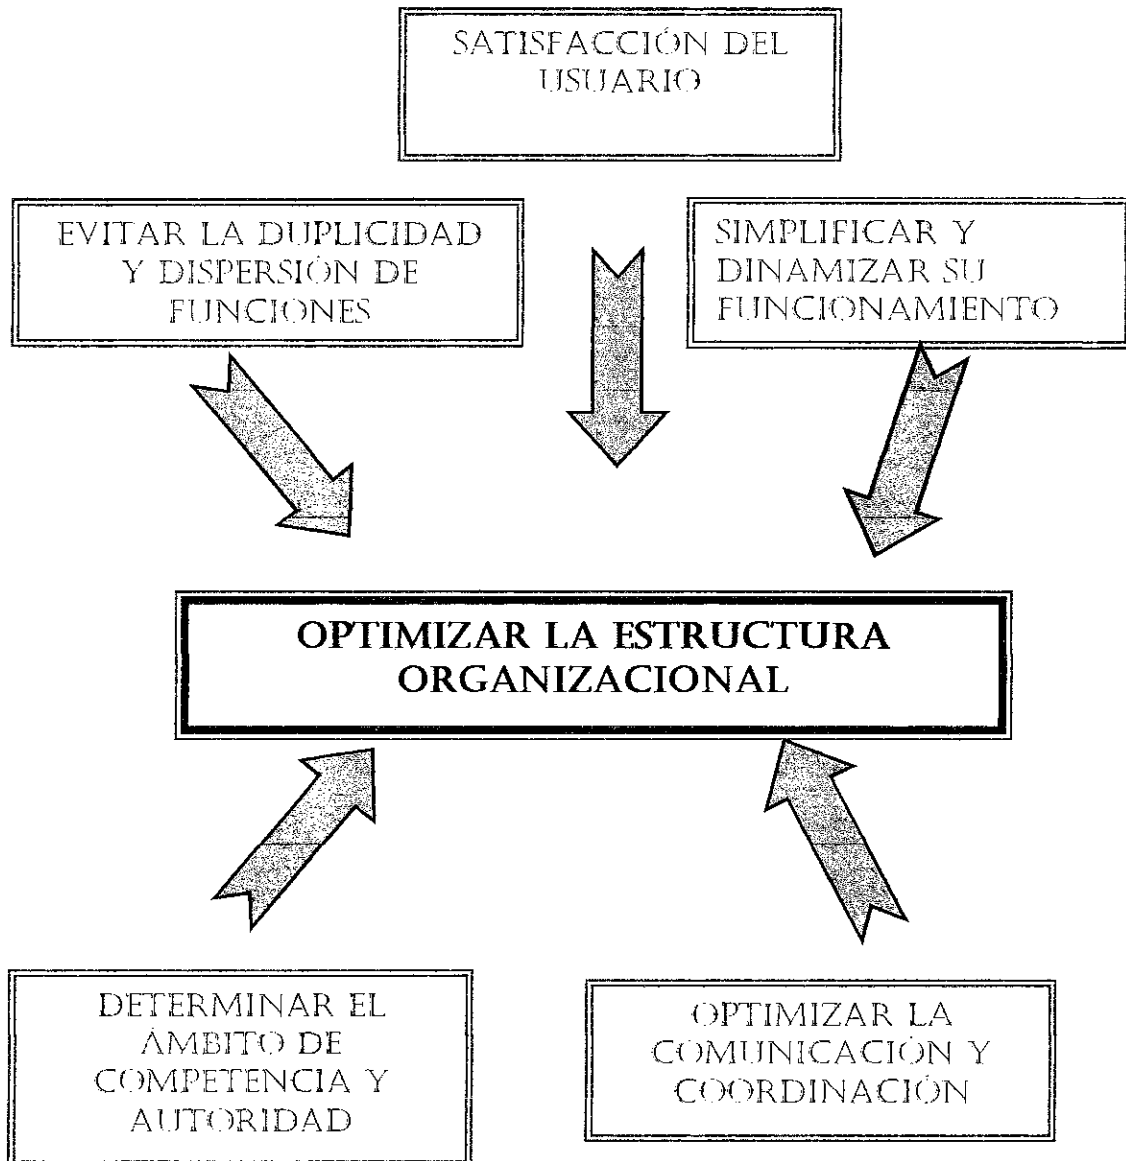 SATISFACCIÓN DEL
USUARIO
EVITAR LA DUPLICIDAD
Y DISPERSIÓN DE
FUNCIONES
SIMPLIFICAR Y
DINAMIZAR SU
FUNCIONAMIENTO
OPTIMIZAR LA ESTRUCTURA
ORGANIZACIONAL
DETERMINAR EL
ÁMBITO DE
COMPETENCIA Y
AUTORIDAD
OPTIMIZAR LA
COMUNICACIÓN Y
COORDINACIÓN